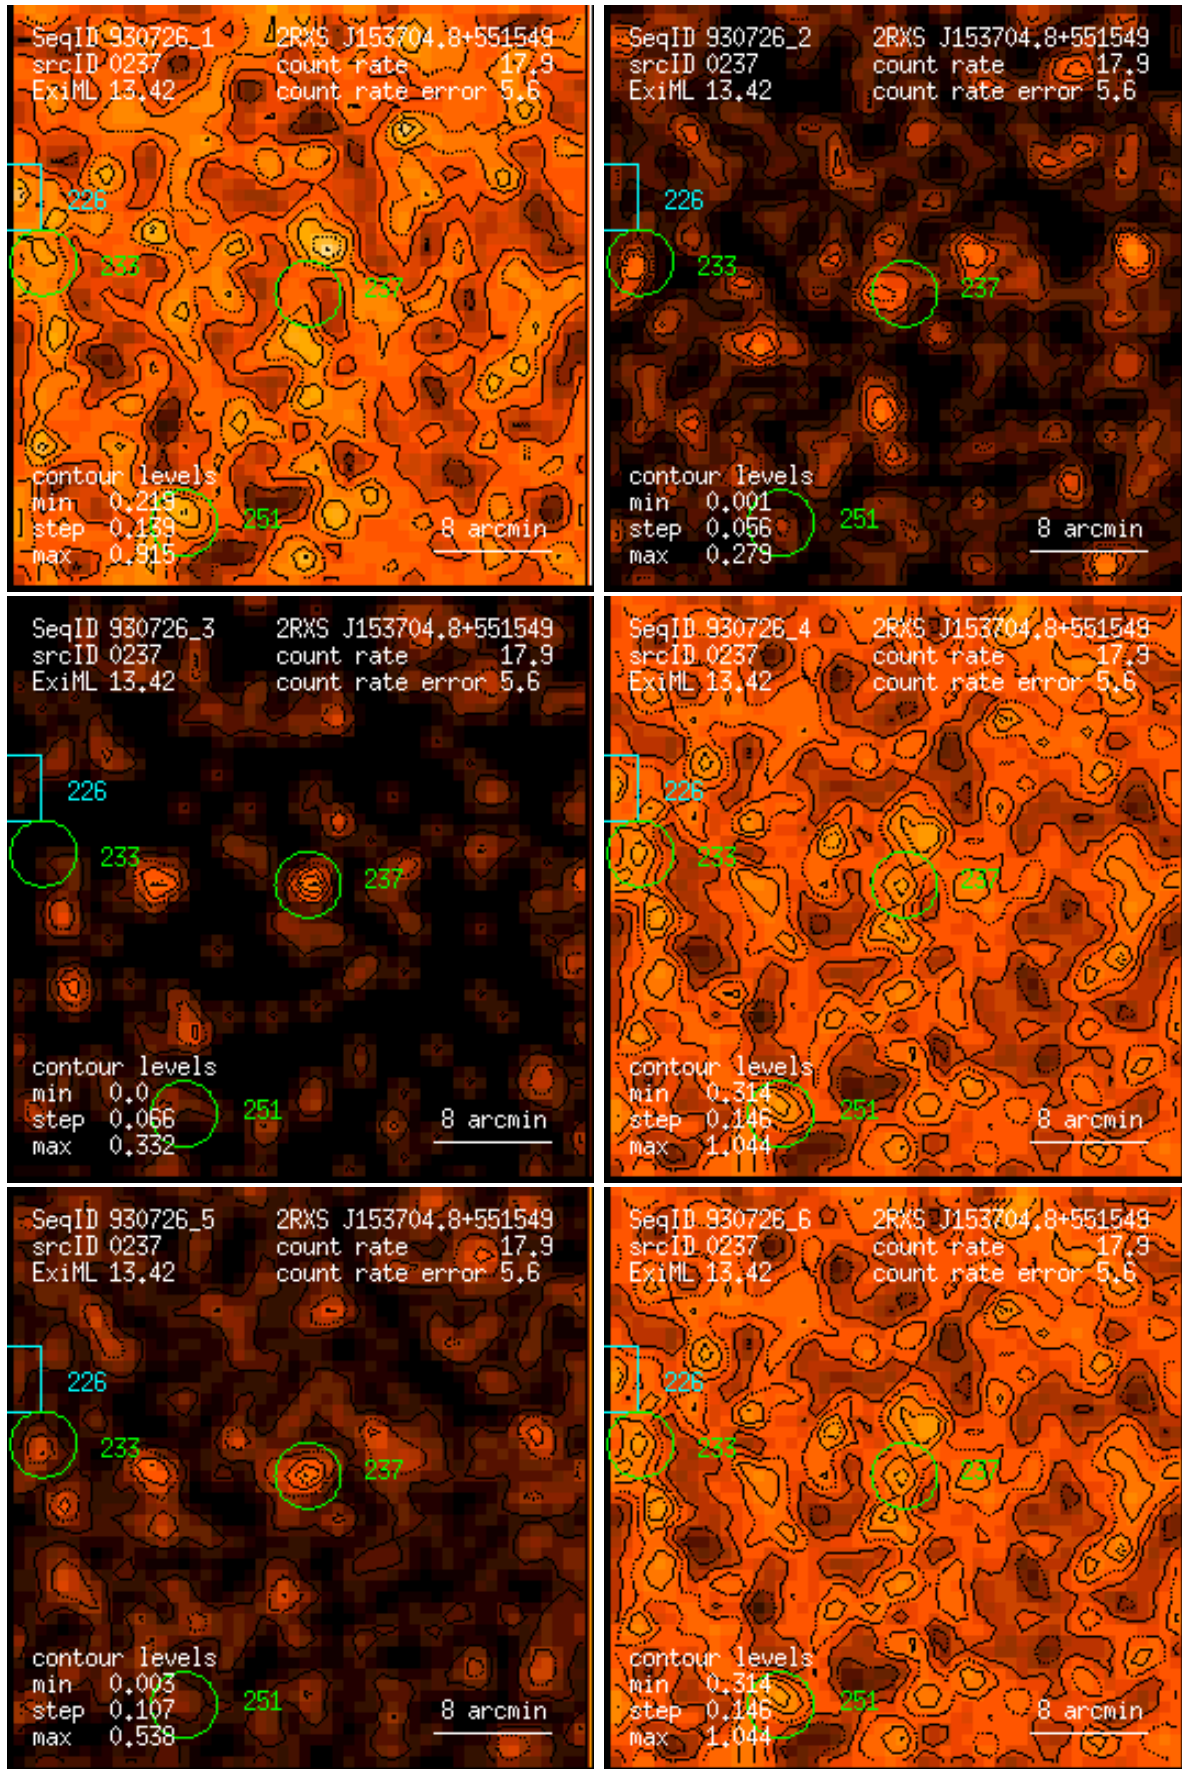 SeqID 930726_1 2RXS J153704.8+551549
srcID 0237 count rate 17.9
ExiML 13.42 count rate error 5.6
226
233
237
contour levels
min 0.219
step 0.139
max 0.915
251
8 arcmin
SeqID 930726_2 2RXS J153704.8+551549
srcID 0237 count rate 17.9
ExiML 13.42 count rate error 5.6
226
233
237
contour levels
min 0.001
step 0.056
max 0.279
251
8 arcmin
SeqID 930726_3 2RXS J153704.8+551549
srcID 0237 count rate 17.9
ExiML 13.42 count rate error 5.6
226
233
237
contour levels
min 0.0
step 0.066
max 0.332
251
8 arcmin
SeqID 930726_4 2RXS J153704.8+551549
srcID 0237 count rate 17.9
ExiML 13.42 count rate error 5.6
226
233
237
contour levels
min 0.314
step 0.146
max 1.044
251
8 arcmin
SeqID 930726_5 2RXS J153704.8+551549
srcID 0237 count rate 17.9
ExiML 13.42 count rate error 5.6
226
233
237
contour levels
min 0.003
step 0.107
max 0.538
251
8 arcmin
SeqID 930726_6 2RXS J153704.8+551549
srcID 0237 count rate 17.9
ExiML 13.42 count rate error 5.6
226
233
237
contour levels
min 0.314
step 0.146
max 1.044
251
8 arcmin